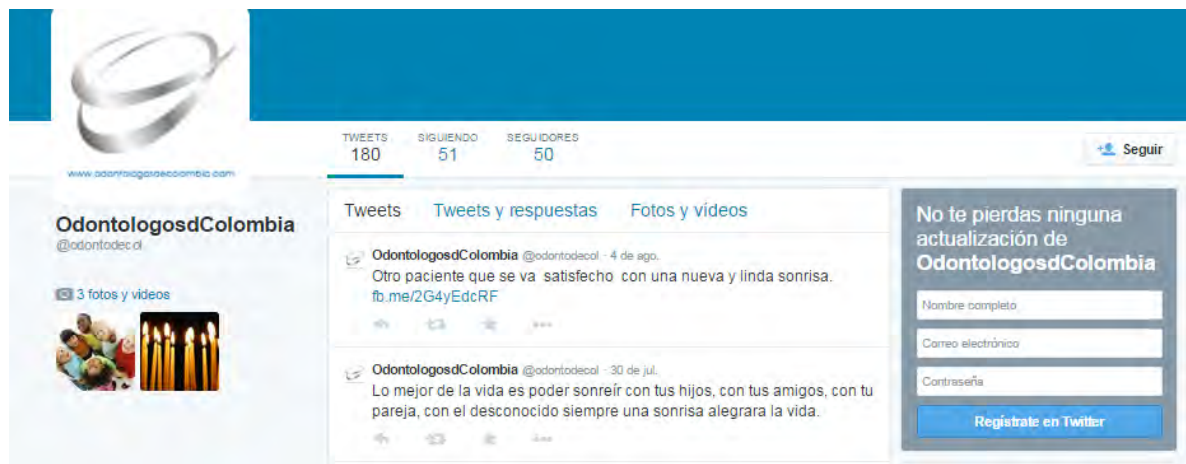 www.odontologosdecolombia.com
OdontologosdColombia
@odontodecol
3 fotos y vídeos
TWEETS SIGUIENDO SEGUIDORES
180 51 50
Seguir
Tweets Tweets y respuestas Fotos y vídeos
OdontologosdColombia @odontodecol · 4 de ago.
Otro paciente que se va satisfecho con una nueva y linda sonrisa.
fb.me/2G4yEdcRF
OdontologosdColombia @odontodecol · 30 de jul.
Lo mejor de la vida es poder sonreír con tus hijos, con tus amigos, con tu
pareja, con el desconocido siempre una sonrisa alegrara la vida.
No te pierdas ninguna
actualización de
OdontologosdColombia
Nombre completo
Correo electrónico
Contraseña
Regístrate en Twitter